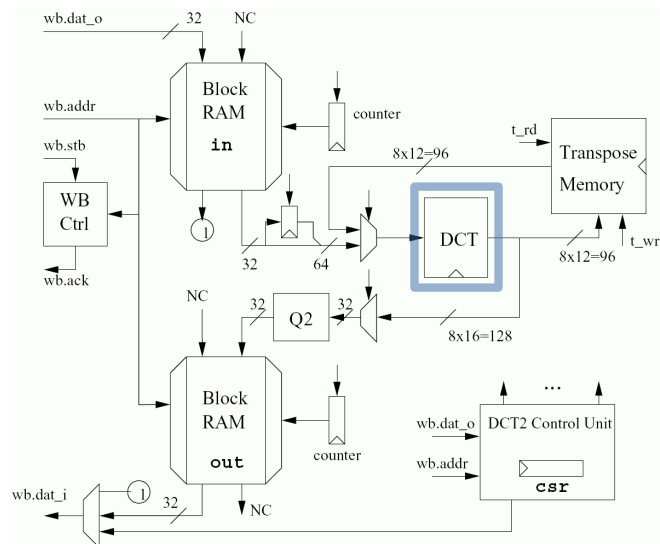 wb.dat_o
32
NC
Block
RAM
in
counter
wb.addr
wb.stb
WB
Ctrl
wb.ack
1
32
64
8x12=96
t_rd
Transpose
Memory
DCT
8x12=96
t_wr
NC
32
Q2
32
8x16=128
Block
RAM
out
counter
...
DCT2 Control Unit
csr
wb.dat_o
wb.addr
wb.dat_i
1
32
NC